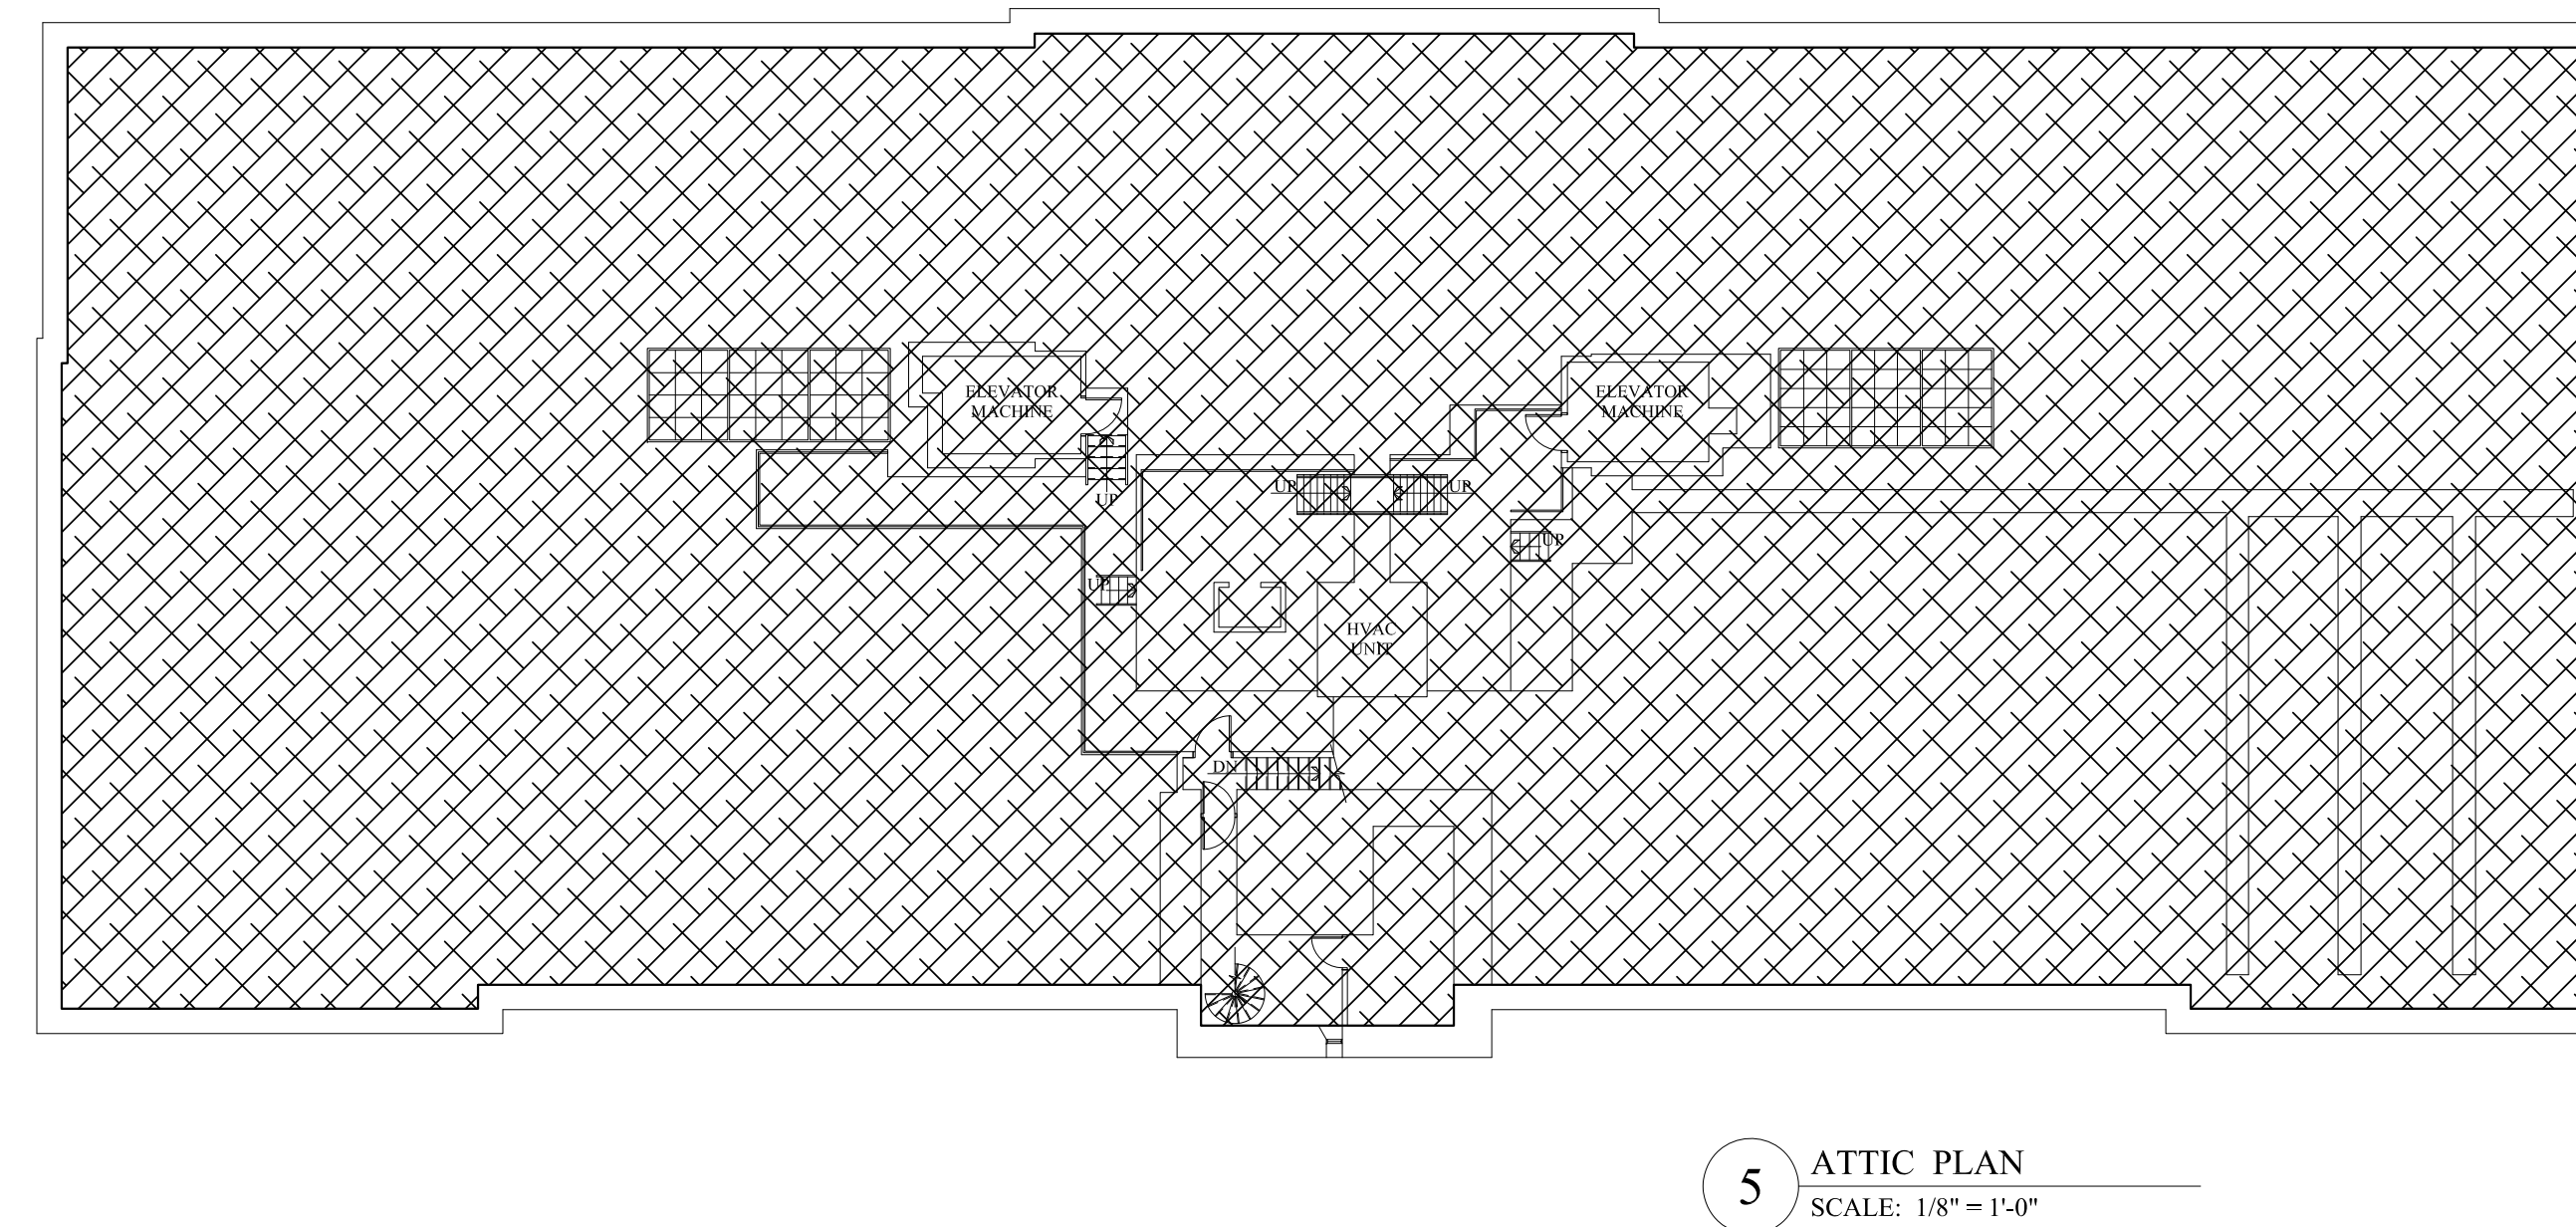 ELEVATOR
MACHINE
ELEVATOR
MACHINE
UP
UP
UP
UP
UP
HVAC
UNIT
DN
5
ATTIC PLAN
SCALE: 1/8" = 1'-0"